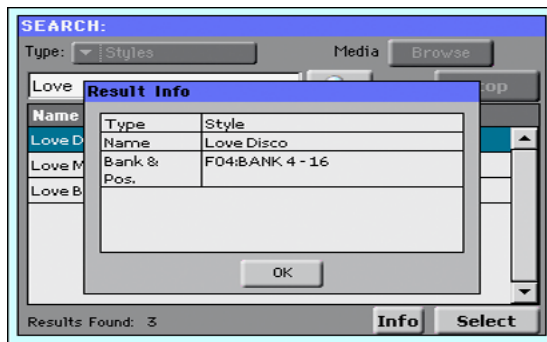 SEARCH:
Type: Styles Media Browse
Love top
Result Info
Name
Type Style
Love D Name Love Disco
Love M Bank & F04:BANK 4 - 16
Pos.
Love B
OK
Results Found: 3 Info Select